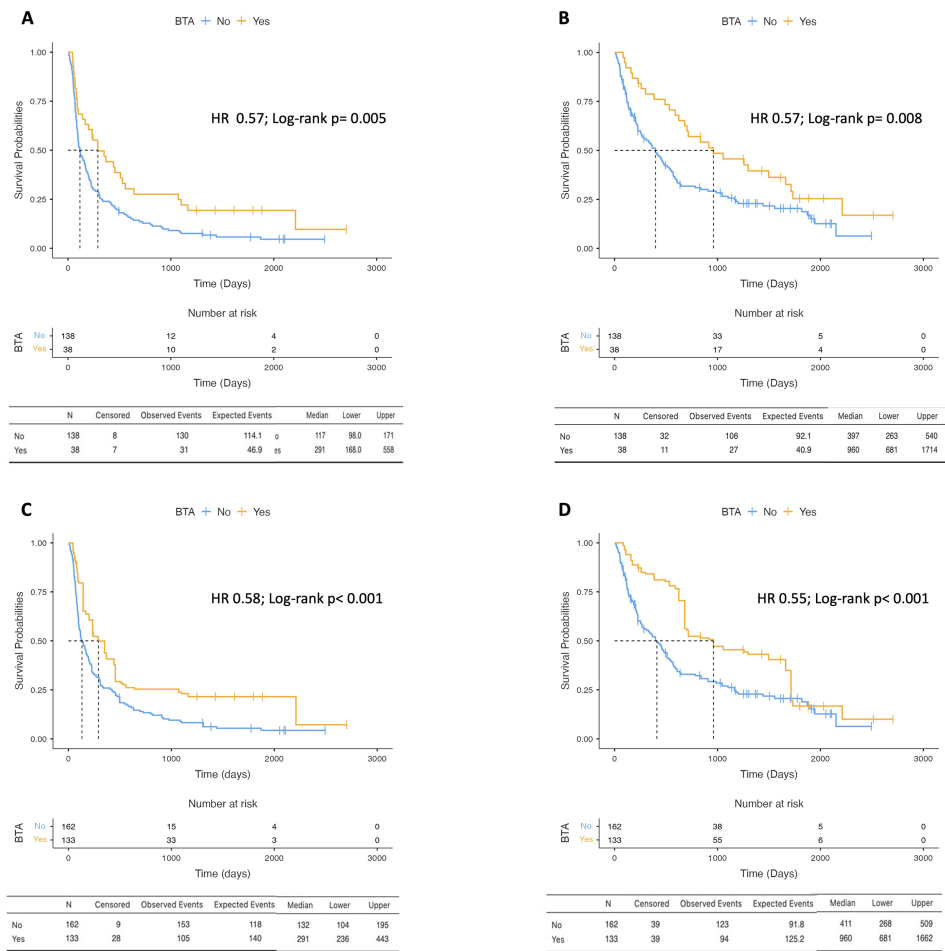 A
BTA No Yes
Survival Probabilities
1.00
0.75
0.50
0.25
0.00
HR 0.57; Log-rank p= 0.005
0 1000 2000 3000
Time (Days)
Number at risk
BTA
No 138 12 4 0
Yes 38 10 2 0
0 1000 2000 3000
Time (Days)
N Censored Observed Events Expected Events Median Lower Upper
No 138 8 130 114.1 o 117 98.0 171
Yes 38 7 31 46.9 es 291 168.0 558
B
BTA No Yes
Survival Probabilities
1.00
0.75
0.50
0.25
0.00
HR 0.57; Log-rank p= 0.008
0 1000 2000 3000
Time (Days)
Number at risk
BTA
No 138 33 5 0
Yes 38 17 4 0
0 1000 2000 3000
Time (Days)
N Censored Observed Events Expected Events Median Lower Upper
No 138 32 106 92.1 397 263 540
Yes 38 11 27 40.9 960 681 1714
C
BTA No Yes
Survival Probabilities
1.00
0.75
0.50
0.25
0.00
HR 0.58; Log-rank p< 0.001
0 1000 2000 3000
Time (days)
Number at risk
BTA
No 162 15 4 0
Yes 133 33 3 0
0 1000 2000 3000
Time (days)
N Censored Observed Events Expected Events Median Lower Upper
No 162 9 153 118 132 104 195
Yes 133 28 105 140 291 236 443
D
BTA No Yes
Survival Probabilities
1.00
0.75
0.50
0.25
0.00
HR 0.55; Log-rank p< 0.001
0 1000 2000 3000
Time (Days)
Number at risk
BTA
No 162 38 5 0
Yes 133 55 6 0
0 1000 2000 3000
Time (Days)
N Censored Observed Events Expected Events Median Lower Upper
No 162 39 123 91.8 411 268 509
Yes 133 39 94 125.2 960 681 1662